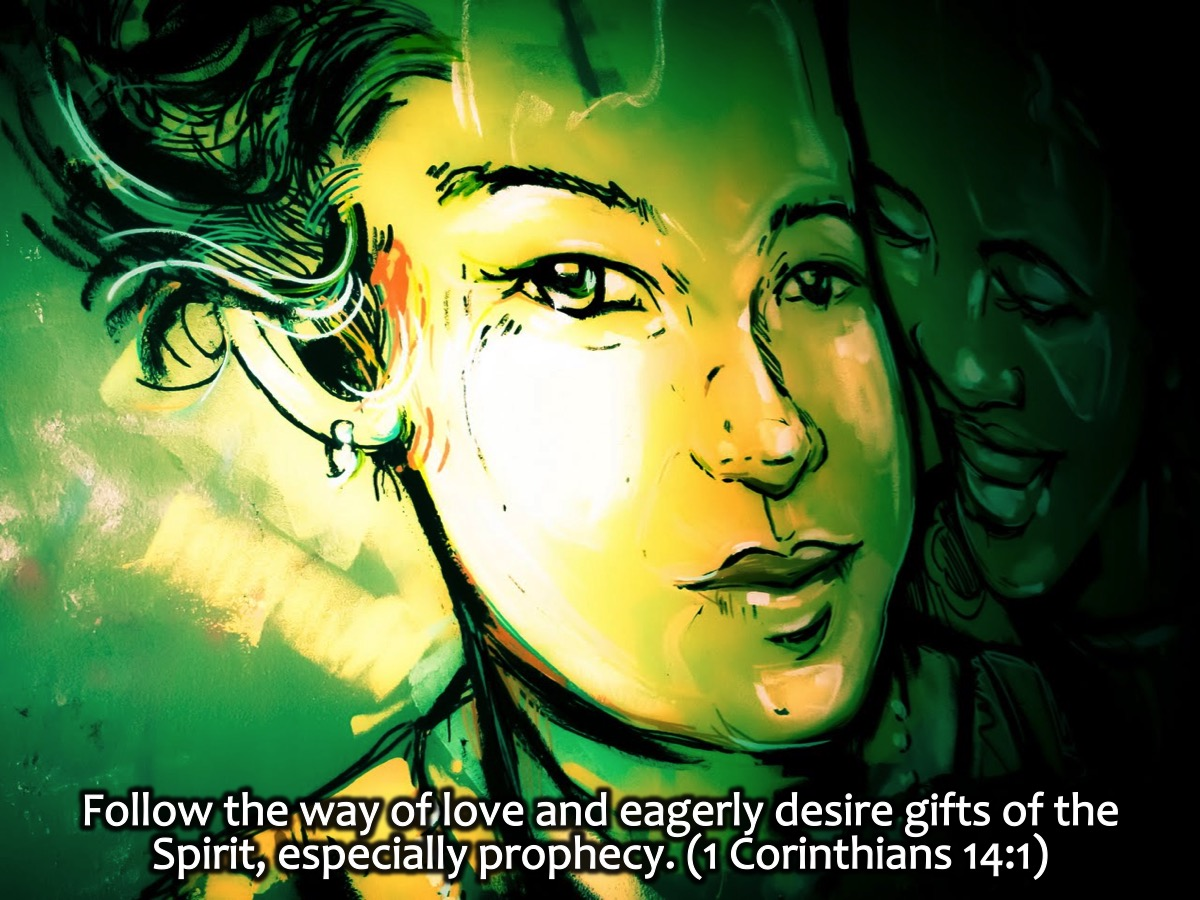 Follow the way of love and eagerly desire gifts of the
Spirit, especially prophecy. (1 Corinthians 14:1)